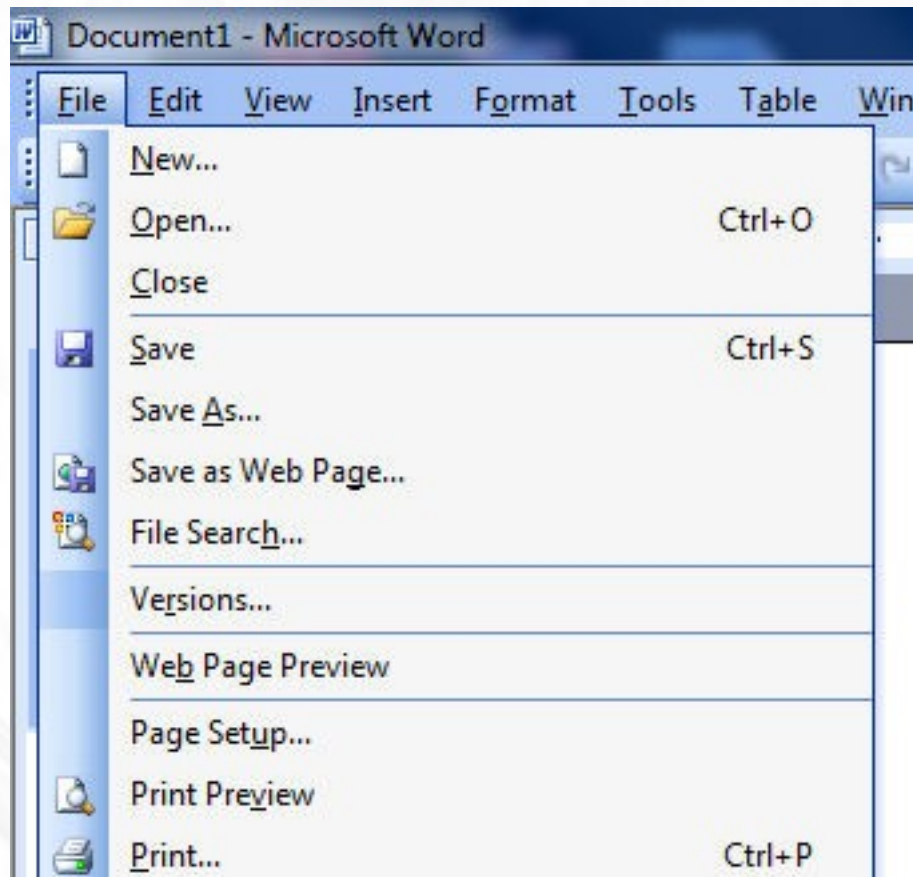 Document1 - Microsoft Word
File Edit View Insert Format Tools Table Win
New...
Open... Ctrl+O
Close
Save Ctrl+S
Save As...
Save as Web Page...
File Search...
Versions...
Web Page Preview
Page Setup...
Print Preview
Print... Ctrl+P